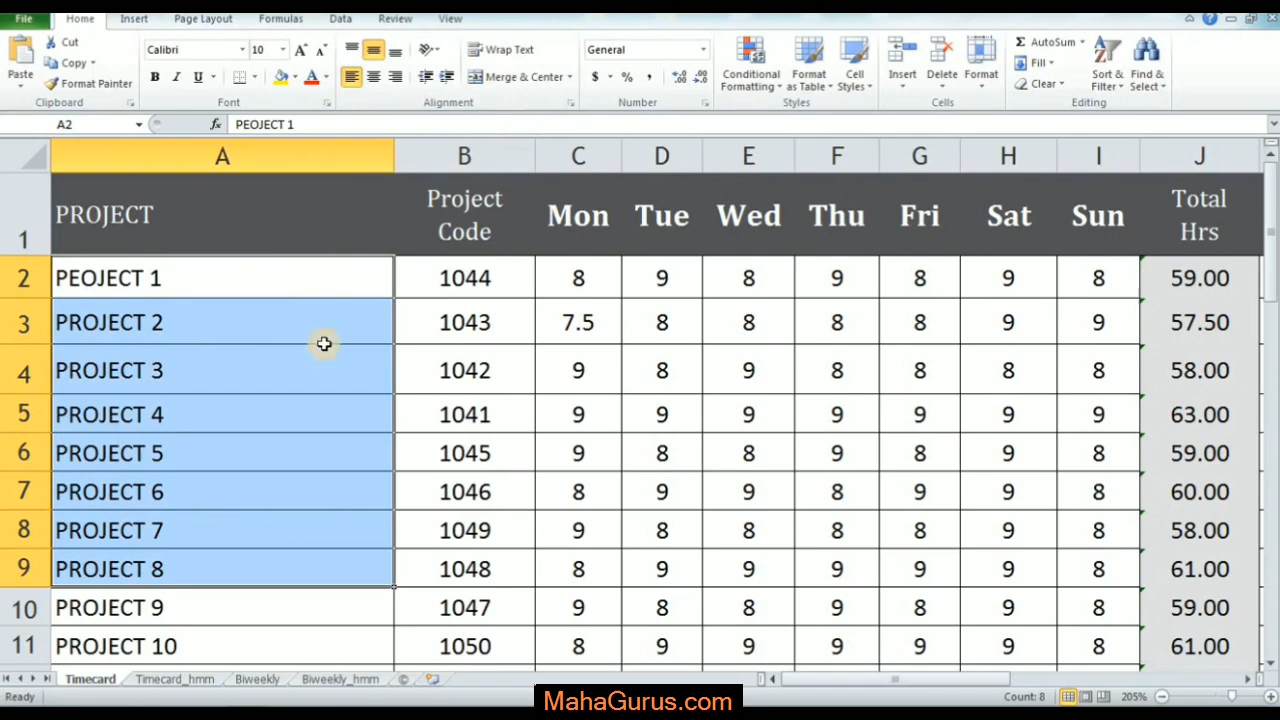 File Home Insert Page Layout Formulas Data Review View
Cut Calibri 10 A A Wrap Text General AutoSum
Paste Copy Format Painter B I U A Merge & Center $ % , Conditional Formatting Format as Table Cell Styles Insert Delete Format Fill Clear Sort & Filter Find & Select
Clipboard Font Alignment Number Styles Cells Editing
A2 fx PEOJECT 1
A B C D E F G H I J
1 PROJECT Project Code Mon Tue Wed Thu Fri Sat Sun Total Hrs
2 PEOJECT 1 1044 8 9 8 9 8 9 8 59.00
3 PROJECT 2 1043 7.5 8 8 8 8 9 9 57.50
4 PROJECT 3 1042 9 8 9 8 8 8 8 58.00
5 PROJECT 4 1041 9 9 9 9 9 9 9 63.00
6 PROJECT 5 1045 9 8 8 9 8 9 8 59.00
7 PROJECT 6 1046 8 9 9 8 9 9 8 60.00
8 PROJECT 7 1049 9 8 8 8 8 9 8 58.00
9 PROJECT 8 1048 8 9 9 9 8 9 9 61.00
10 PROJECT 9 1047 9 8 8 9 8 9 8 59.00
11 PROJECT 10 1050 8 9 9 9 9 9 8 61.00
Timecard Timecard_hmm Biweekly Biweekly_hmm ©
Ready Count: 8 205%
MahaGurus.com